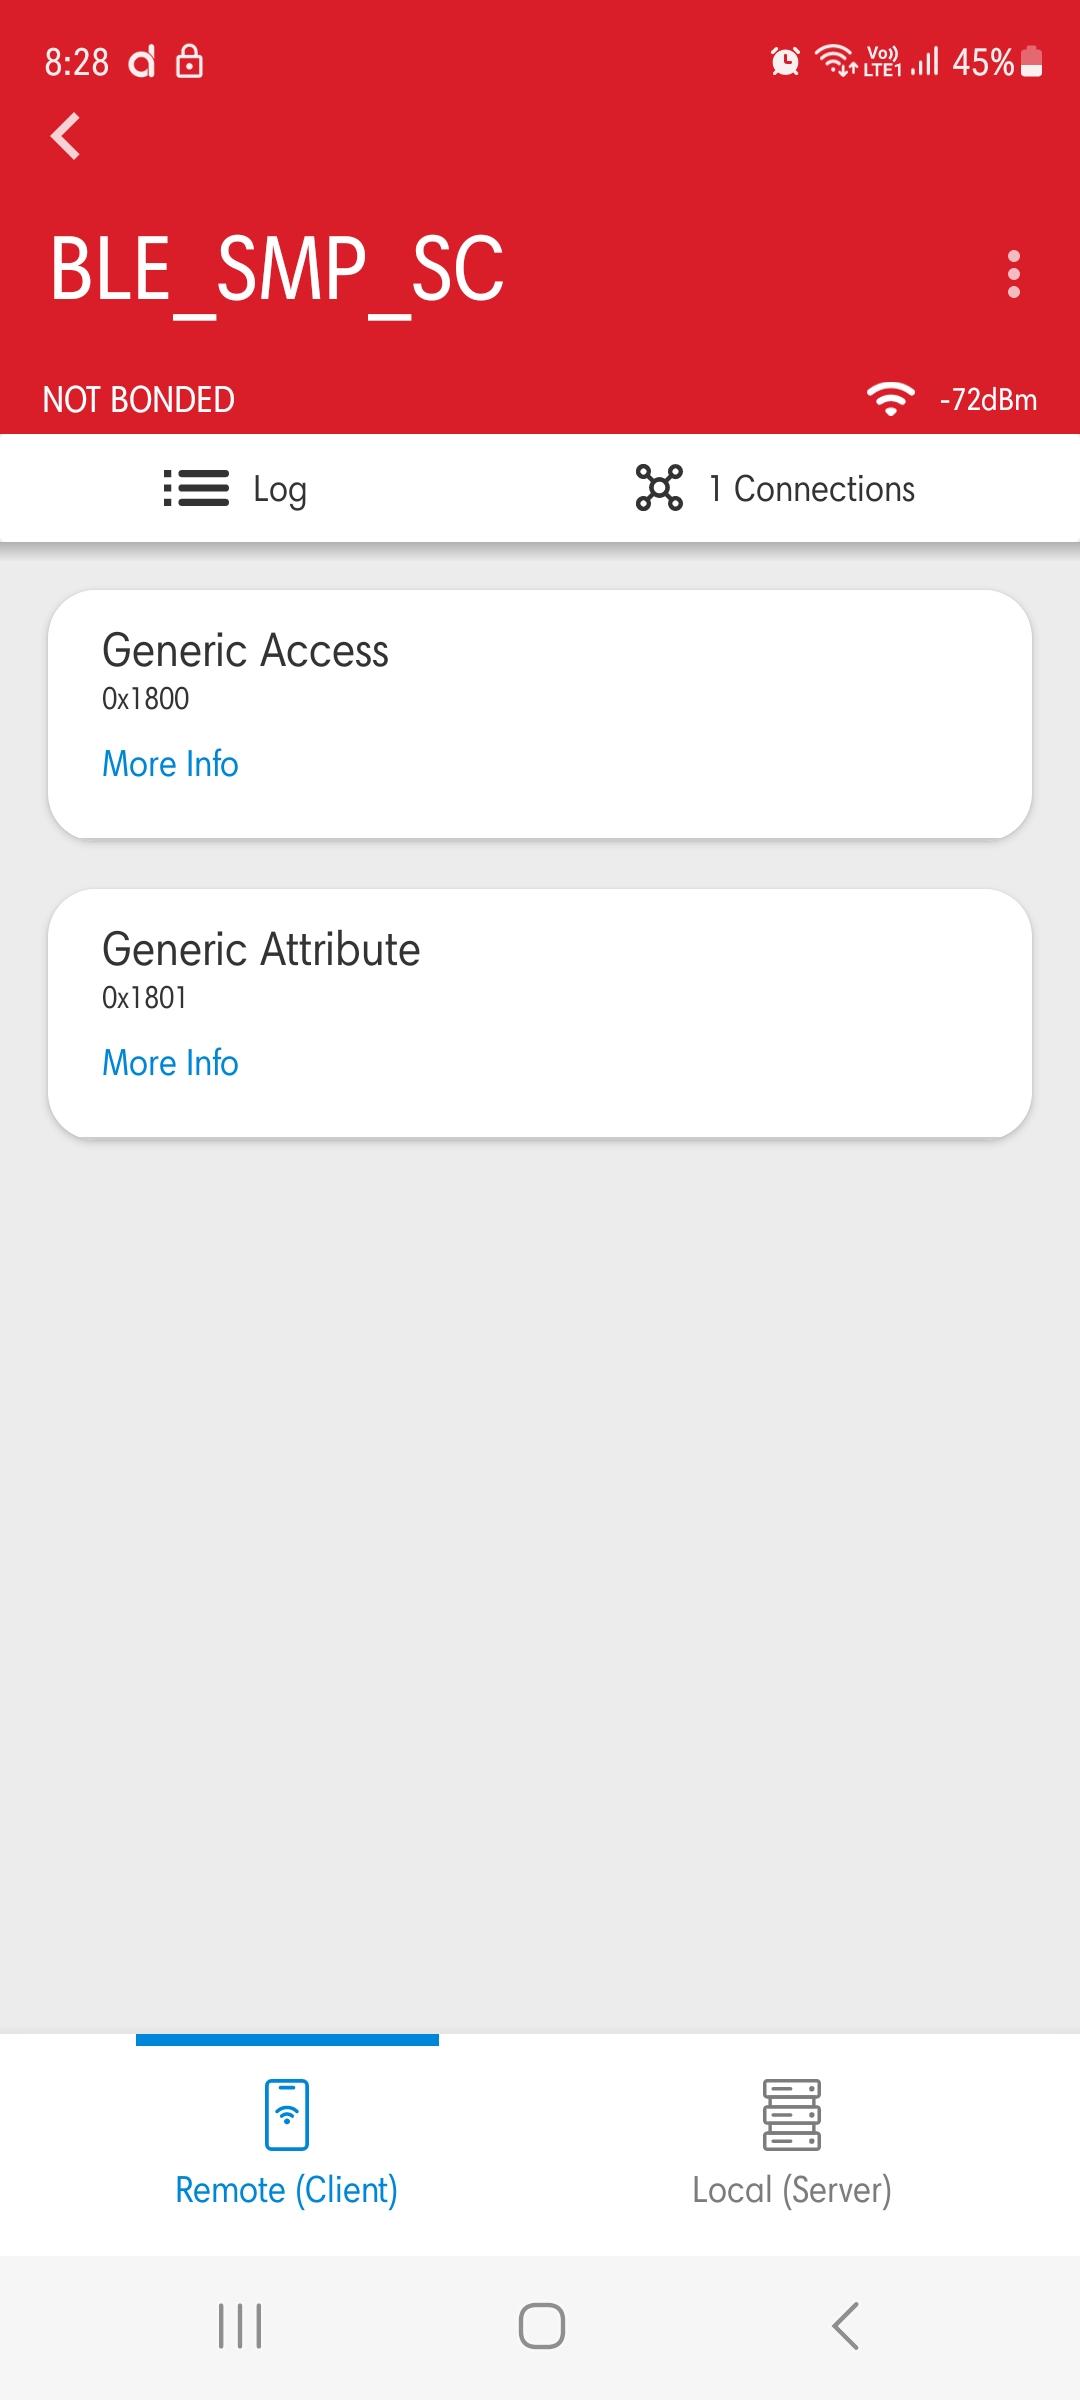 8:28
Vo)) LTE1 45%
BLE_SMP_SC
NOT BONDED
-72dBm
Log
1 Connections
Generic Access
0x1800
More Info
Generic Attribute
0x1801
More Info
Remote (Client)
Local (Server)